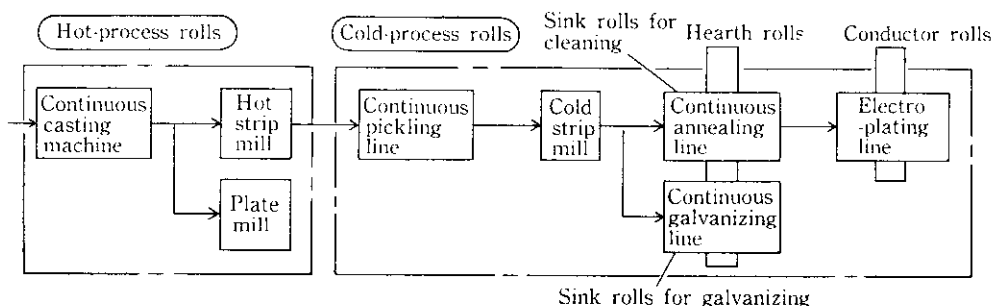 Hot-process rolls
Cold-process rolls
Sink rolls for
cleaning
Hearth rolls
Conductor rolls
Continuous
casting
machine
Hot
strip
mill
Plate
mill
Continuous
pickling
line
Cold
strip
mill
Continuous
annealing
line
Electro
-plating
line
Continuous
galvanizing
line
Sink rolls for galvanizing